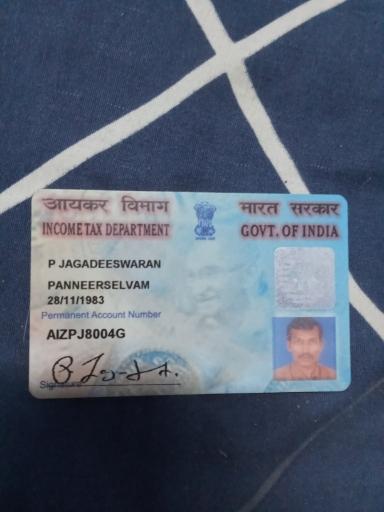 आयकर विभाग
भारत सरकार
INCOME TAX DEPARTMENT
GOVT. OF INDIA
P JAGADEESWARAN
PANNEERSELVAM
28/11/1983
Permanent Account Number
AIZPJ8004G
Signature